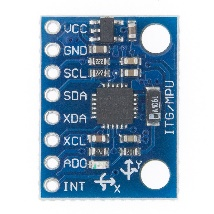 VCC
GND
SCL
SDA
XDA
XCL
ADO
INT
ITG/MPU
Y
X